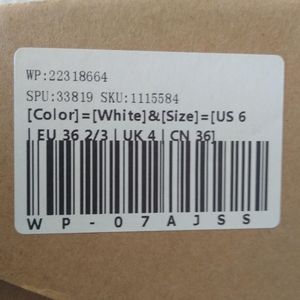 WP:22318664
SPU:33819 SKU:1115584
[Color]=[White]&[Size]=[US 6
| EU 36 2/3 | UK 4 | CN 36]
WP-07AJSS